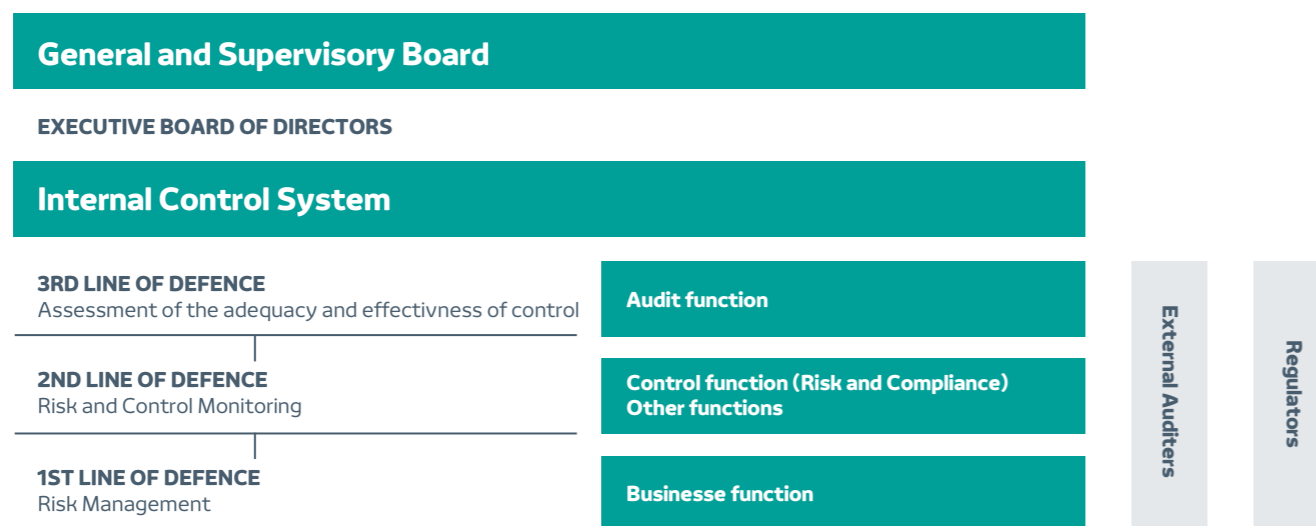 General and Supervisory Board
EXECUTIVE BOARD OF DIRECTORS
Internal Control System
3RD LINE OF DEFENCE
Assessment of the adequacy and effectivness of control
Audit function
2ND LINE OF DEFENCE
Risk and Control Monitoring
Control function (Risk and Compliance)
Other functions
1ST LINE OF DEFENCE
Risk Management
Businesse function
External Auditers
Regulators